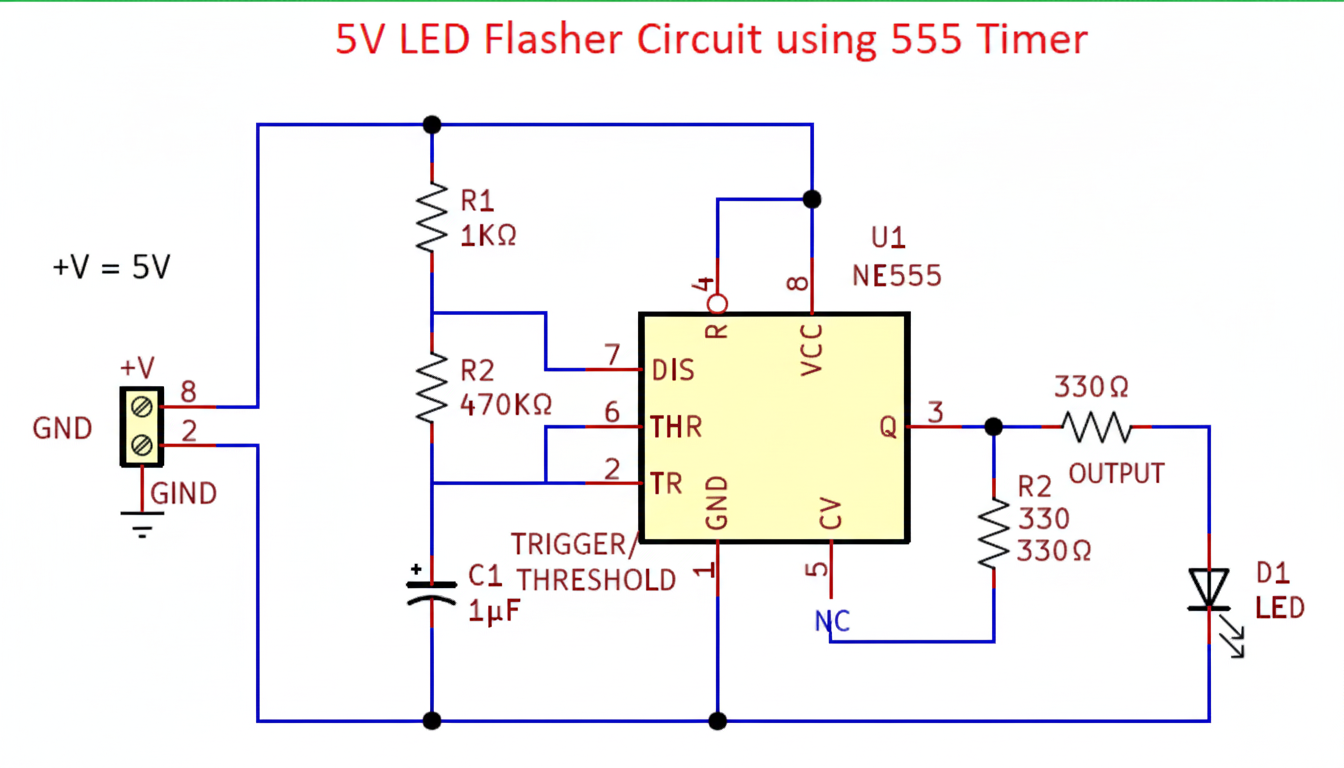 5V LED Flasher Circuit using 555 Timer
R1
1KΩ
+V = 5V
U1
NE555
4
8
R
VCC
+V
8
GND
2
GIND
R2
470KΩ
7
DIS
6
THR
2
TR
GND
CV
Q
3
330Ω
OUTPUT
R2
330
330Ω
TRIGGER/
THRESHOLD
1
5
NC
+
C1
1µF
D1
LED